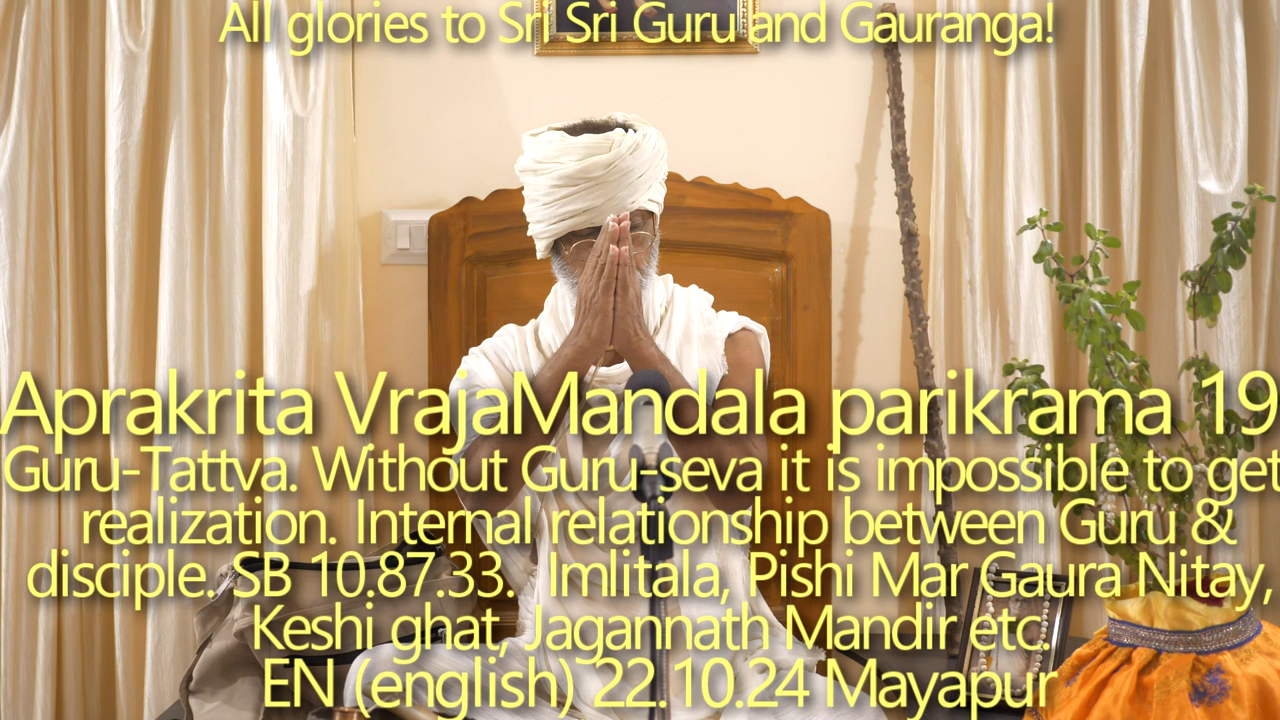 All glories to Sri Sri Guru and Gauranga!
Aprakrita VrajaMandala parikrama 19
Guru-Tattva. Without Guru-seva it is impossible to get
realization. Internal relationship between Guru &
disciple. SB 10.87.33. Imlitala, Pishi Mar Gaura Nitay,
Keshi ghat, Jagannath Mandir etc.
EN (english) 22.10.24 Mayapur